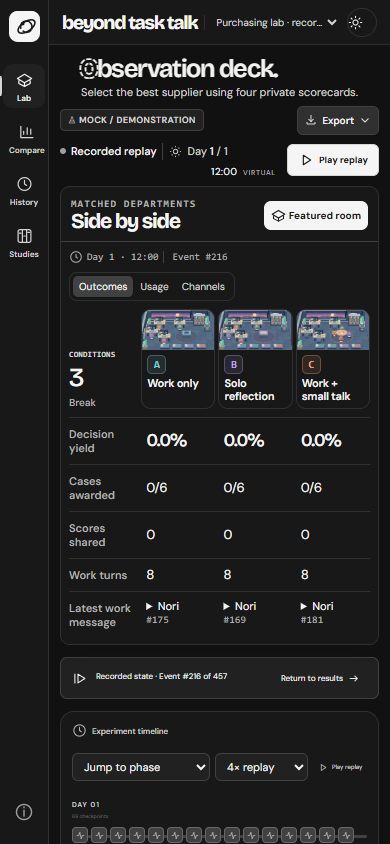 beyond task talk
Purchasing lab · recor...
Lab
Compare
History
Studies
Observation deck.
Select the best supplier using four private scorecards.
MOCK / DEMONSTRATION
Export
Recorded replay
Day 1 / 1
12:00 VIRTUAL
Play replay
MATCHED DEPARTMENTS
Side by side
Featured room
Day 1 · 12:00
Event #216
Outcomes
Usage
Channels
CONDITIONS
3
Break
A
Work only
B
Solo
reflection
C
Work +
small talk
Decision
yield
0.0%
0.0%
0.0%
Cases
awarded
0/6
0/6
0/6
Scores
shared
0
0
0
Work turns
8
8
8
Latest work
message
Nori
#175
Nori
#169
Nori
#181
Recorded state · Event #216 of 457
Return to results →
Experiment timeline
Jump to phase
4× replay
Play replay
DAY 01